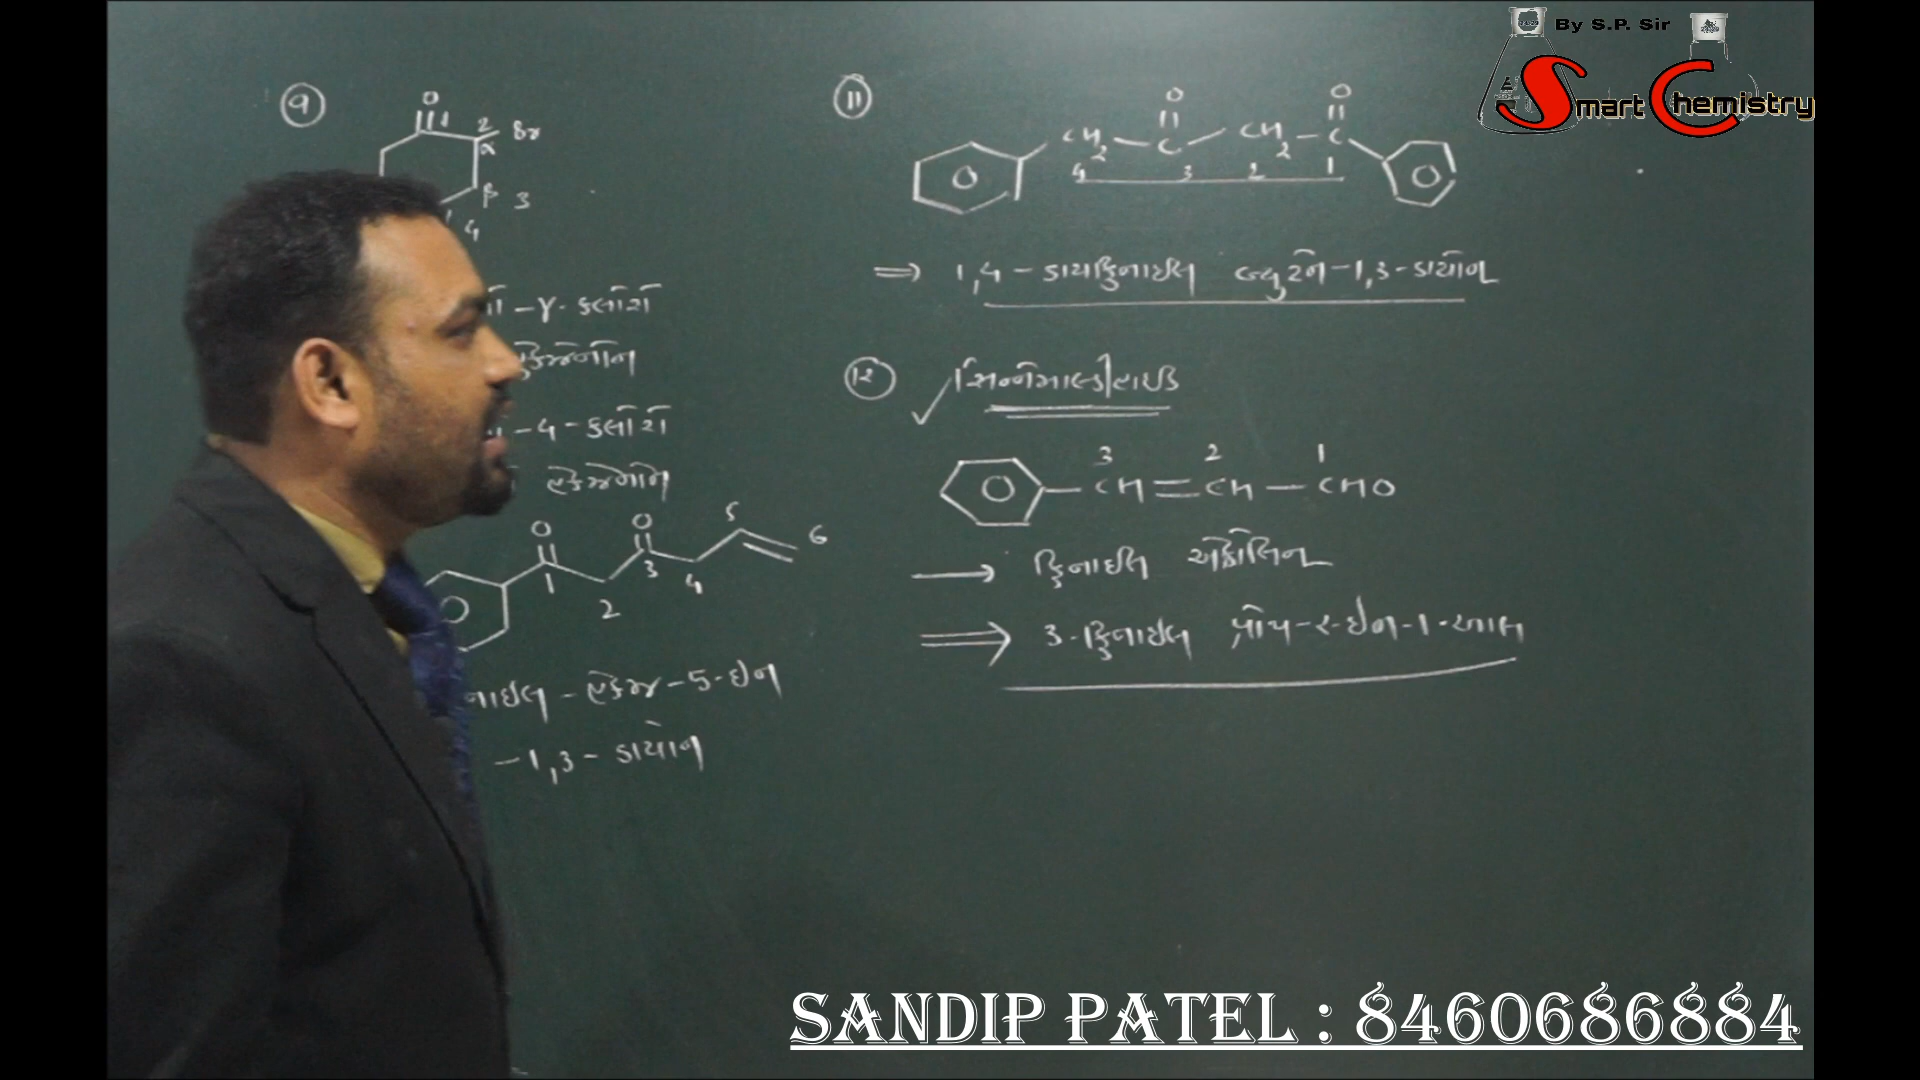 By S.P. Sir
Smart Chemistry
9
O
1
2 Br
α
β 3
4
-γ- ક્લોરો
-4-ક્લોરો
હેક્ઝેનોન
O O
1 2 3 4 5 6
નાઇલ - હેક્ઝ-5-ઇન
-1,3- ડાયોન
11
O O
CH2 - C - CH2 - C
4 3 2 1
⇒ 1,4-ડાયફિનાઇલ બ્યુટેન-1,3-ડાયોન
12 ✓ સિન્નેમાલ્ડીહાઇડ
3 2 1
CH = CH - CHO
→ ફિનાઇલ એક્રોલિન
⇒ 3-ફિનાઇલ પ્રોપ-2-ઇન-1-આલ
SANDIP PATEL : 8460686884